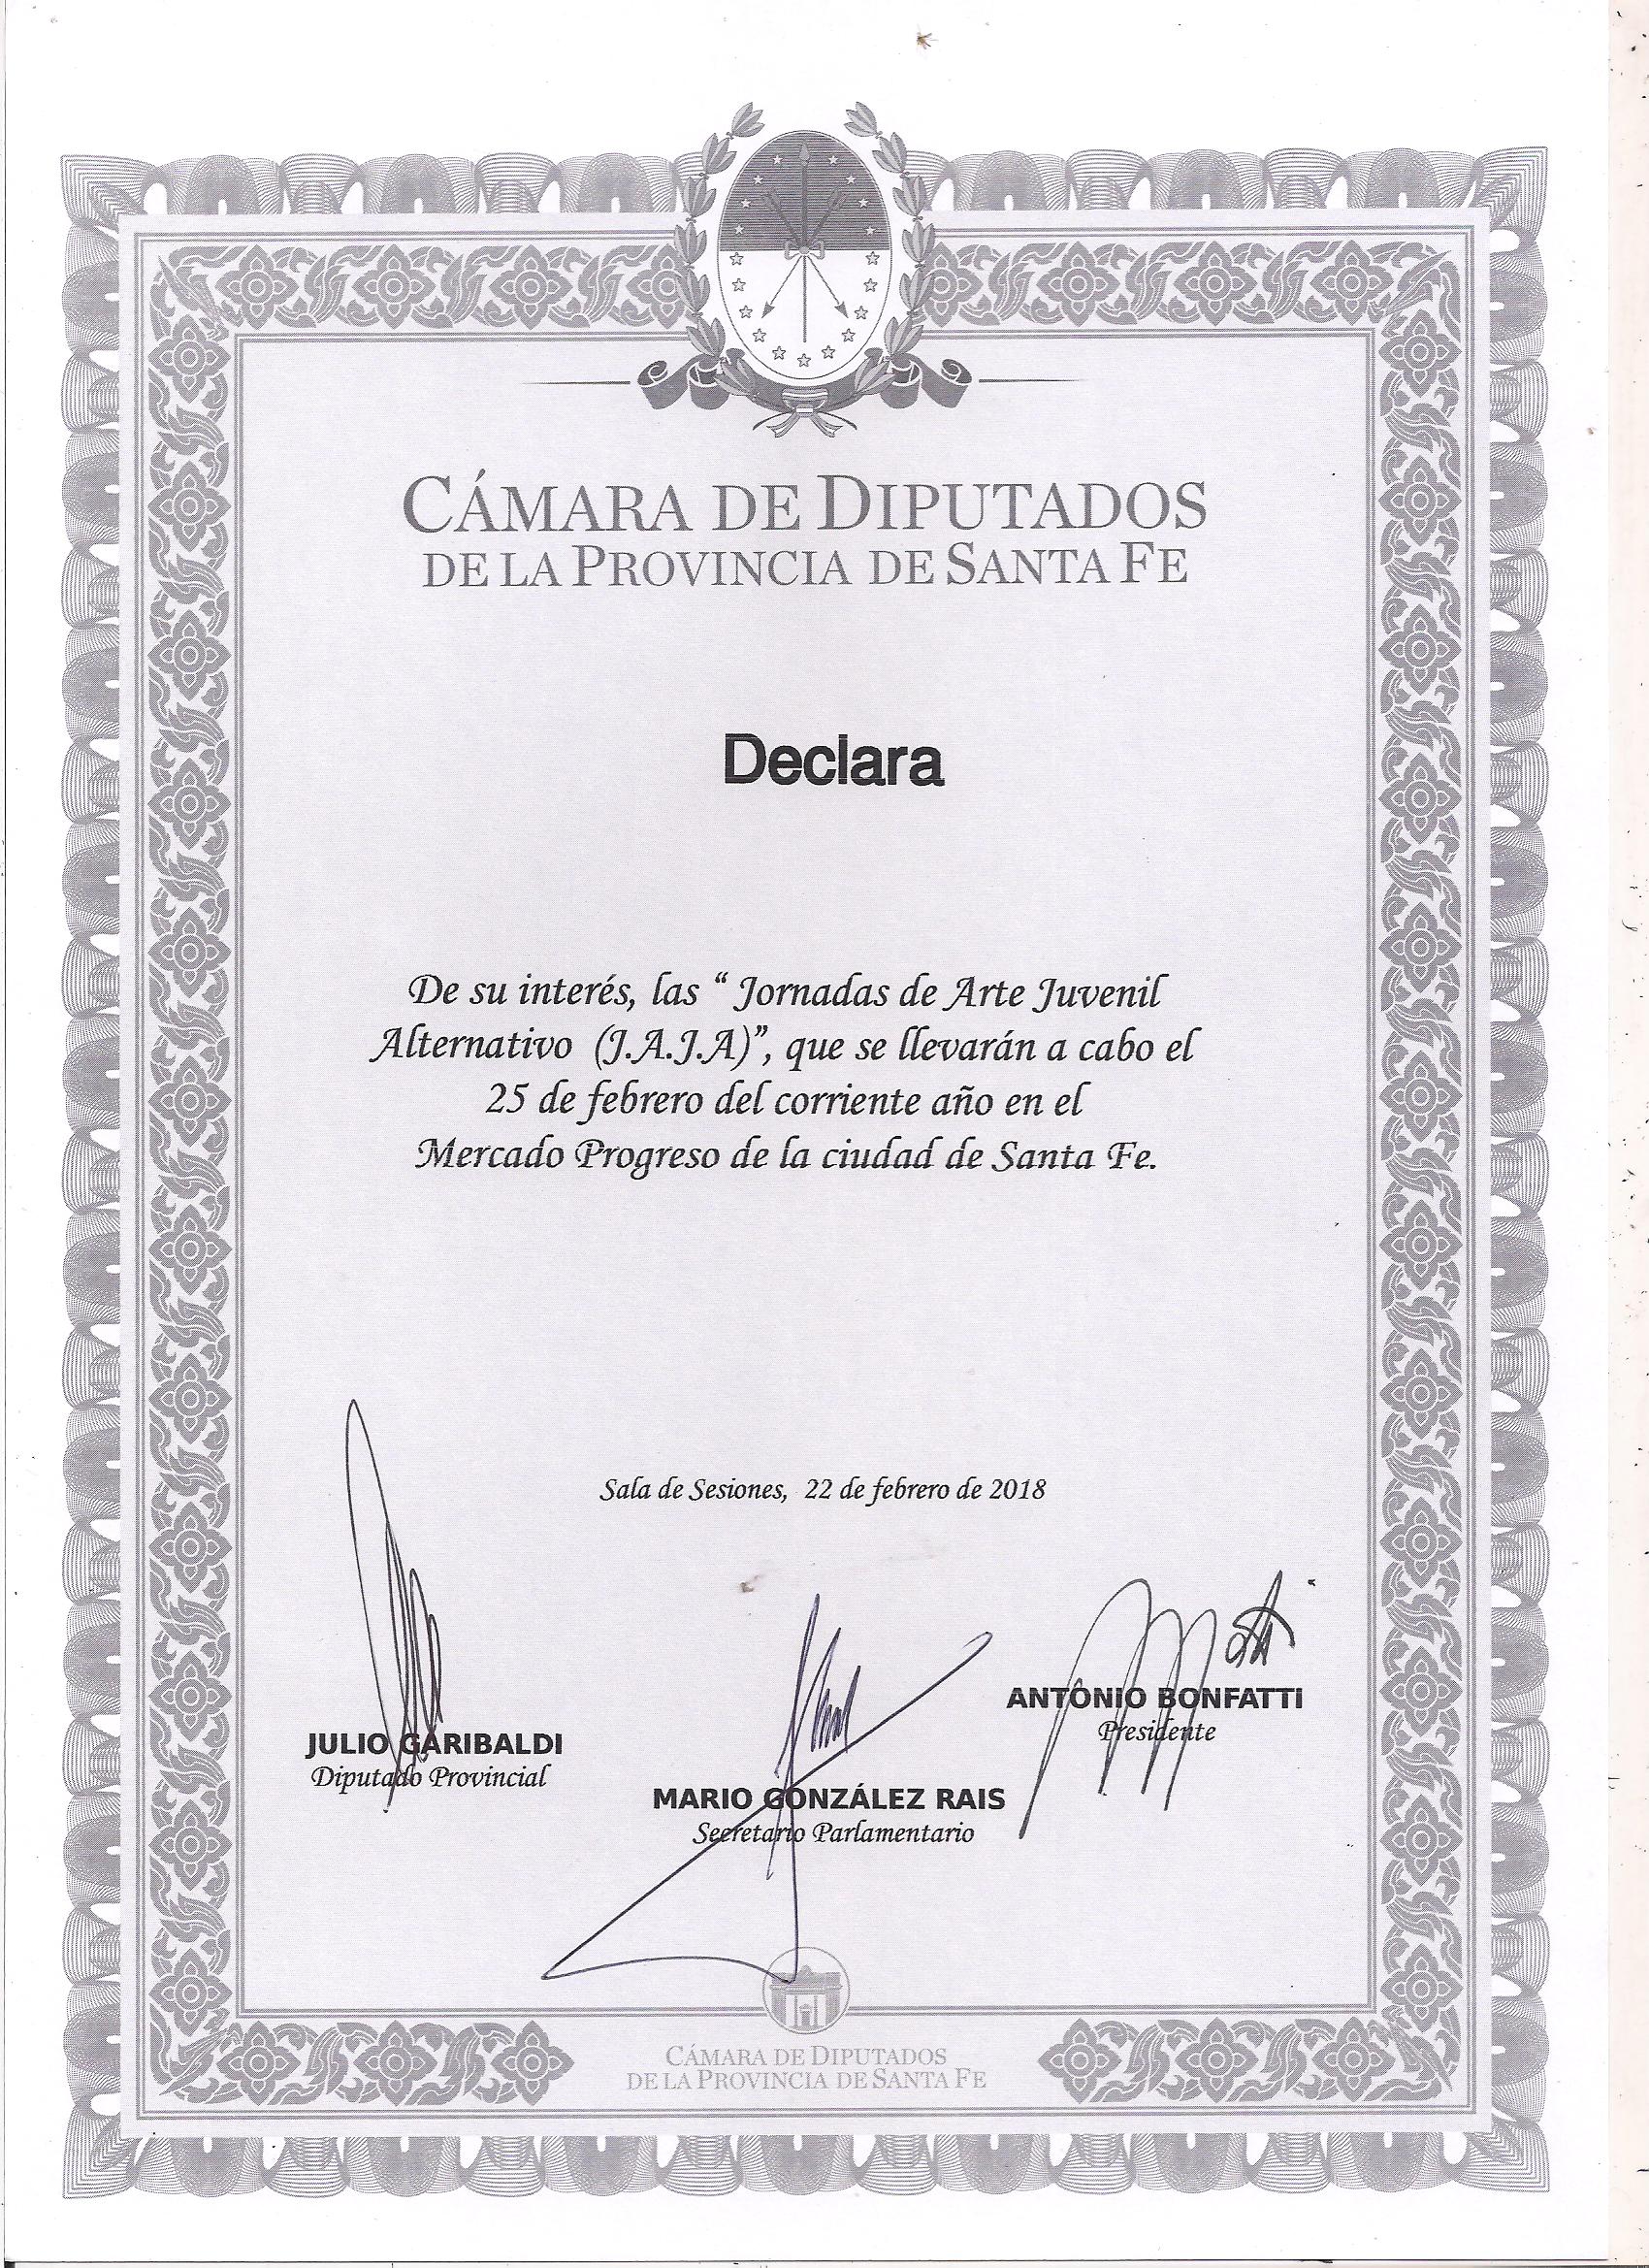 CÁMARA DE DIPUTADOS
DE LA PROVINCIA DE SANTA FE
Declara
De su interés, las “ Jornadas de Arte Juvenil
Alternativo (J.A.J.A)”, que se llevarán a cabo el
25 de febrero del corriente año en el
Mercado Progreso de la ciudad de Santa Fe.
Sala de Sesiones, 22 de febrero de 2018
JULIO GARIBALDI
Diputado Provincial
MARIO GONZÁLEZ RAIS
Secretario Parlamentario
ANTONIO BONFATTI
Presidente
CÁMARA DE DIPUTADOS
DE LA PROVINCIA DE SANTA FE